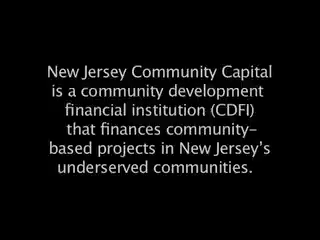 New Jersey Community Capital
is a community development
financial institution (CDFI)
that finances community-
based projects in New Jersey's
underserved communities.